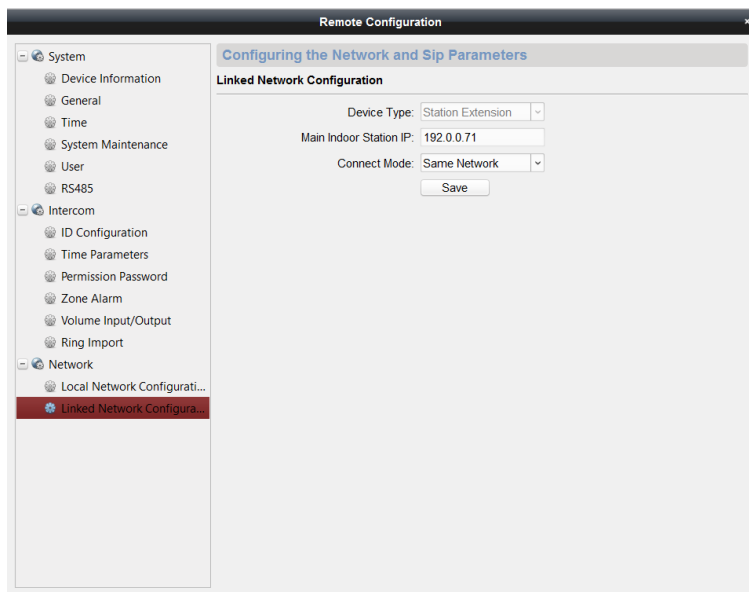 Remote Configuration
System
Device Information
General
Time
System Maintenance
User
RS485
Intercom
ID Configuration
Time Parameters
Permission Password
Zone Alarm
Volume Input/Output
Ring Import
Network
Local Network Configurati...
Linked Network Configura...
Configuring the Network and Sip Parameters
Linked Network Configuration
Device Type: Station Extension
Main Indoor Station IP: 192.0.0.71
Connect Mode: Same Network
Save